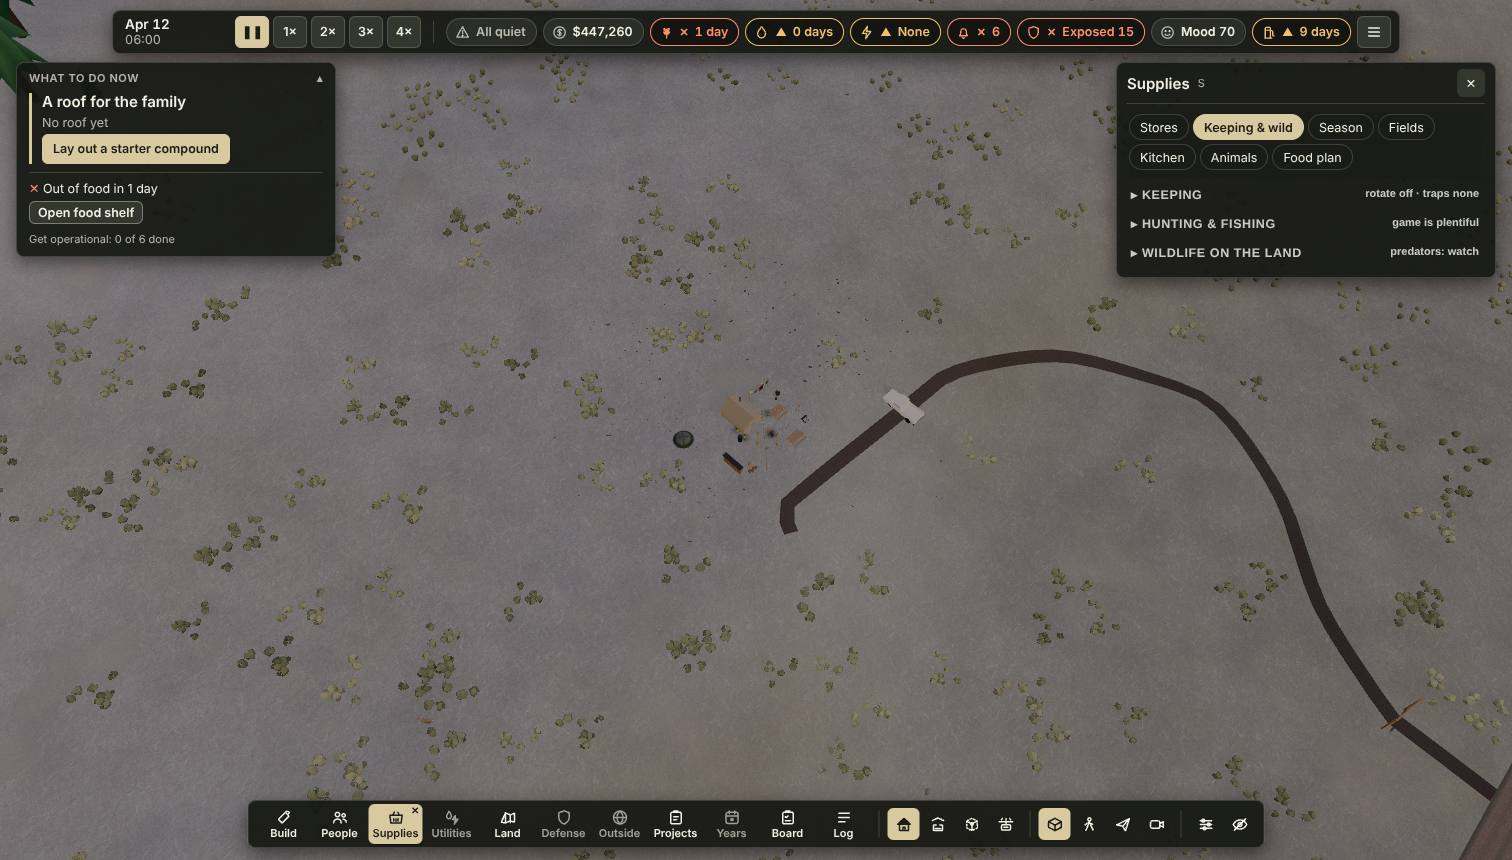 Apr 12
06:00
1×
2×
3×
4×
All quiet
$447,260
× 1 day
▲ 0 days
▲ None
× 6
× Exposed 15
Mood 70
▲ 9 days
WHAT TO DO NOW
A roof for the family
No roof yet
Lay out a starter compound
× Out of food in 1 day
Open food shelf
Get operational: 0 of 6 done
Supplies S
Stores
Keeping & wild
Season
Fields
Kitchen
Animals
Food plan
▸ KEEPING rotate off · traps none
▸ HUNTING & FISHING game is plentiful
▸ WILDLIFE ON THE LAND predators: watch
Build
People
Supplies
Utilities
Land
Defense
Outside
Projects
Years
Board
Log